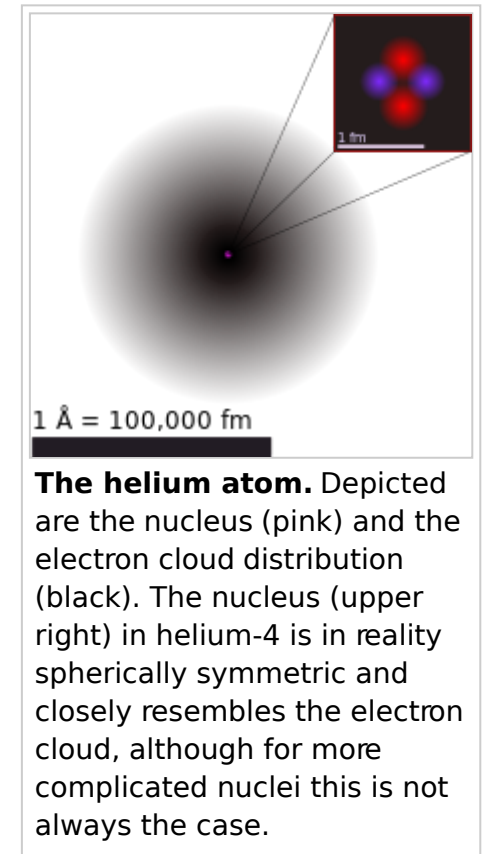 1 fm
1 Å = 100,000 fm
The helium atom. Depicted
are the nucleus (pink) and the
electron cloud distribution
(black). The nucleus (upper
right) in helium-4 is in reality
spherically symmetric and
closely resembles the electron
cloud, although for more
complicated nuclei this is not
always the case.